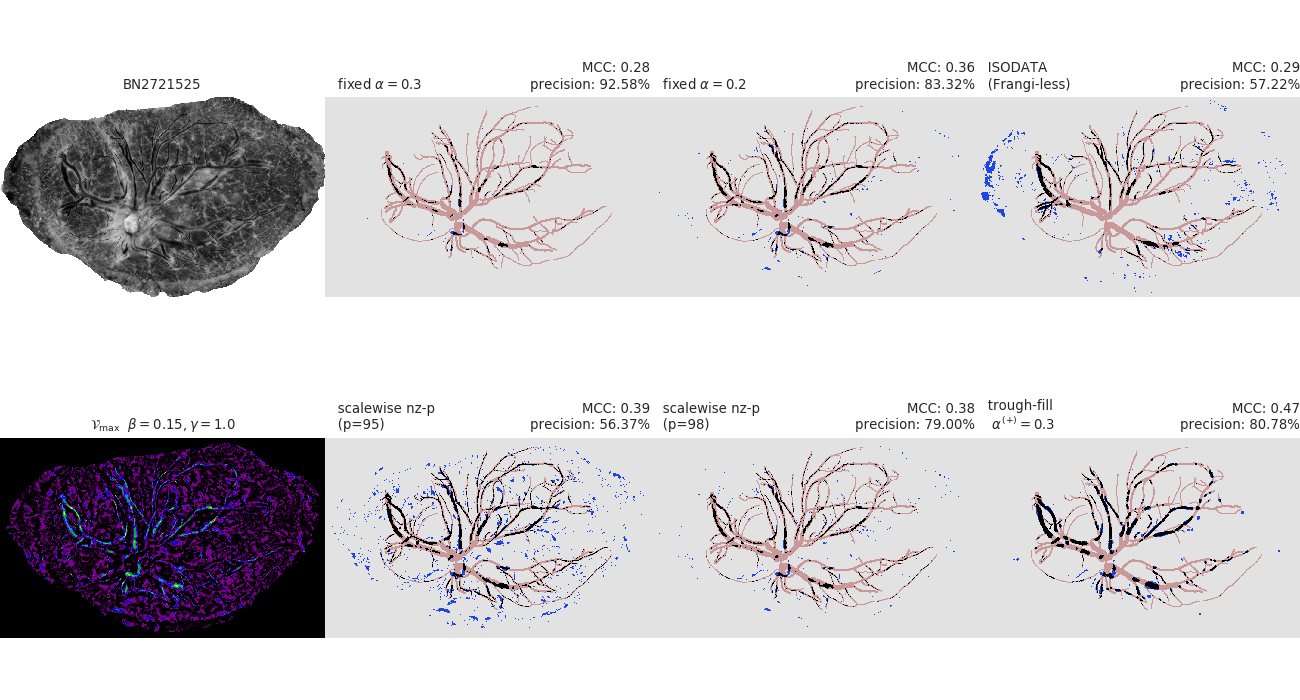 BN2721525
fixed α = 0.3
MCC: 0.28
precision: 92.58%
fixed α = 0.2
MCC: 0.36
precision: 83.32%
ISODATA
(Frangi-less)
MCC: 0.29
precision: 57.22%
𝒱max β = 0.15, γ = 1.0
scalewise nz-p
(p=95)
MCC: 0.39
precision: 56.37%
scalewise nz-p
(p=98)
MCC: 0.38
precision: 79.00%
trough-fill
α(+) = 0.3
MCC: 0.47
precision: 80.78%